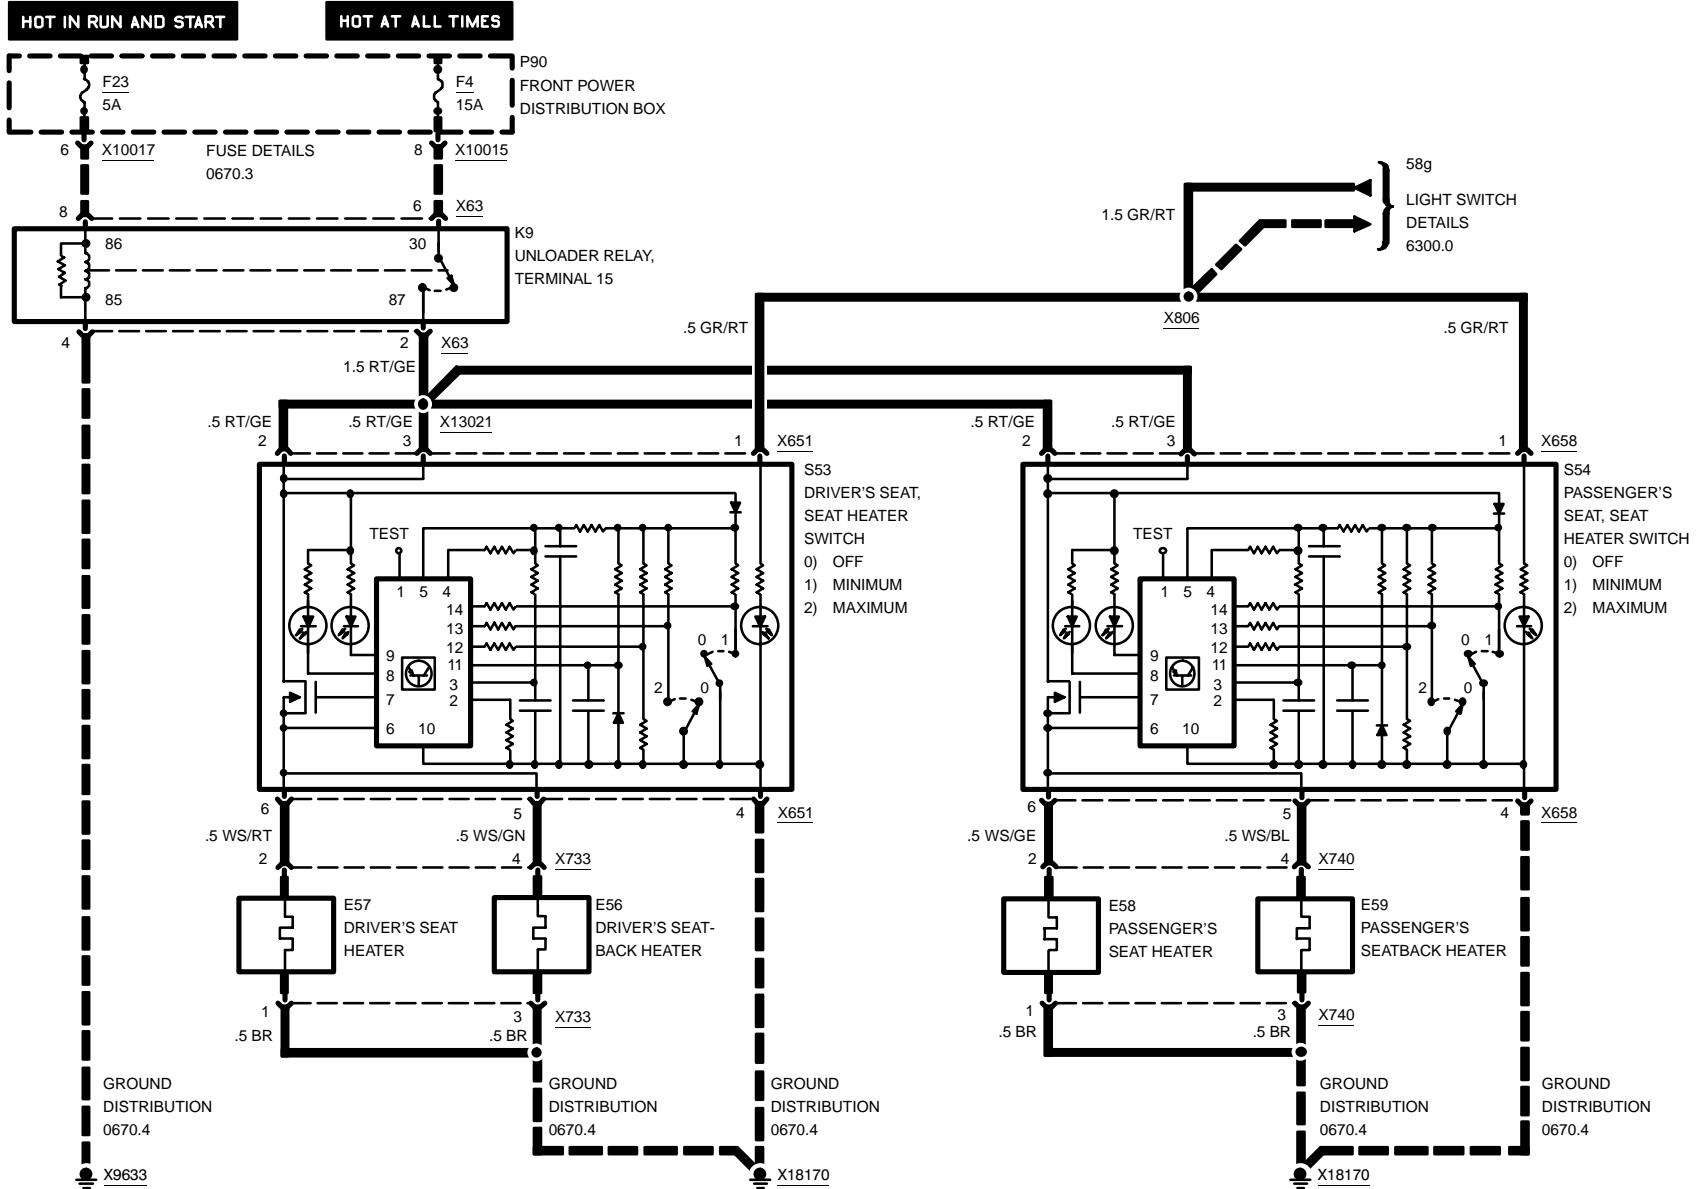 HOT IN RUN AND START
HOT AT ALL TIMES
P90
FRONT POWER
DISTRIBUTION BOX
F23
5A
F4
15A
6
X10017
FUSE DETAILS
0670.3
8
X10015
8
6
X63
K9
UNLOADER RELAY,
TERMINAL 15
86
30
85
87
4
2
X63
1.5 RT/GE
58g
LIGHT SWITCH
DETAILS
6300.0
1.5 GR/RT
X806
.5 GR/RT
.5 GR/RT
.5 RT/GE
.5 RT/GE
X13021
.5 RT/GE
.5 RT/GE
2
3
1
X651
2
3
1
X658
S53
DRIVER'S SEAT,
SEAT HEATER
SWITCH
0) OFF
1) MINIMUM
2) MAXIMUM
TEST
1 5 4
14
13
12
11
3
2
9
8
7
6
10
0
1
2
0
S54
PASSENGER'S
SEAT, SEAT
HEATER SWITCH
0) OFF
1) MINIMUM
2) MAXIMUM
TEST
1 5 4
14
13
12
11
3
2
9
8
7
6
10
0
1
2
0
6
5
4
X651
.5 WS/RT
.5 WS/GN
2
4
X733
6
5
4
X658
.5 WS/GE
.5 WS/BL
2
4
X740
E57
DRIVER'S SEAT
HEATER
E56
DRIVER'S SEAT-
BACK HEATER
E58
PASSENGER'S
SEAT HEATER
E59
PASSENGER'S
SEATBACK HEATER
1
3
X733
.5 BR
.5 BR
1
3
X740
.5 BR
.5 BR
GROUND
DISTRIBUTION
0670.4
GROUND
DISTRIBUTION
0670.4
GROUND
DISTRIBUTION
0670.4
GROUND
DISTRIBUTION
0670.4
GROUND
DISTRIBUTION
0670.4
X9633
X18170
X18170